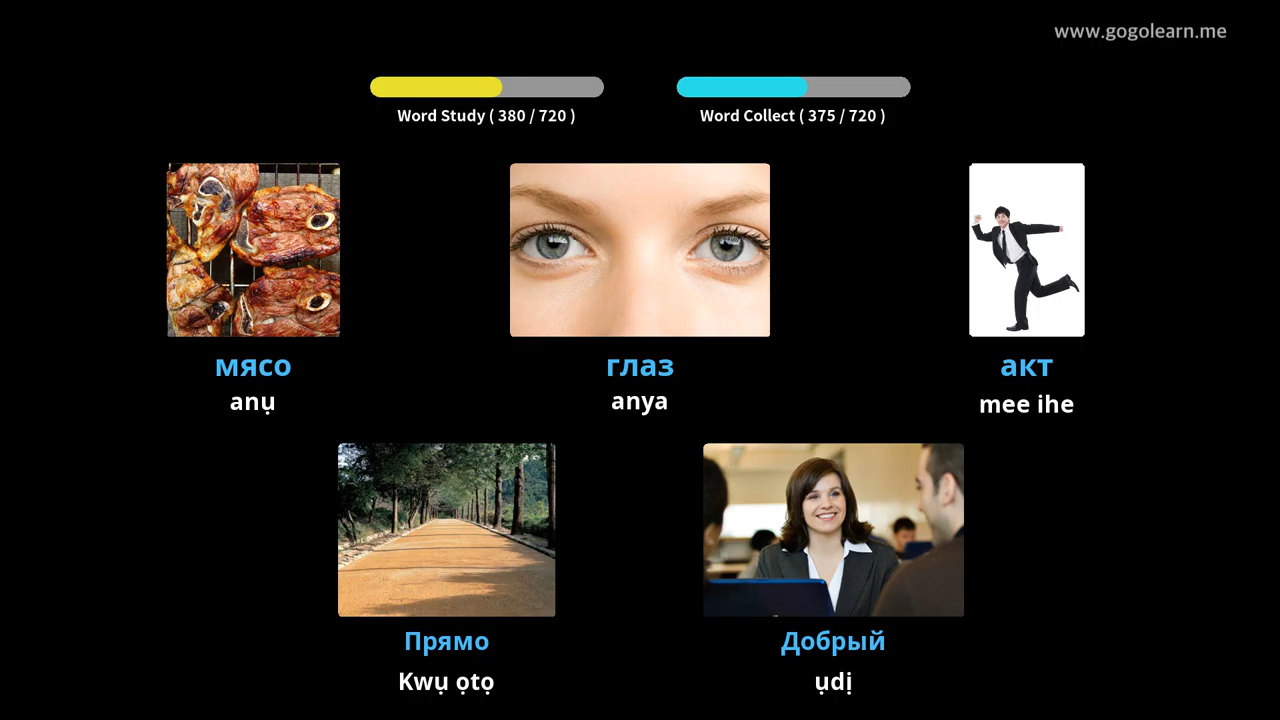 www.gogolearn.me
Word Study ( 380 / 720 )
Word Collect ( 375 / 720 )
мясо
anụ
глаз
anya
акт
mee ihe
Прямо
Kwụ ọtọ
Добрый
ụdị